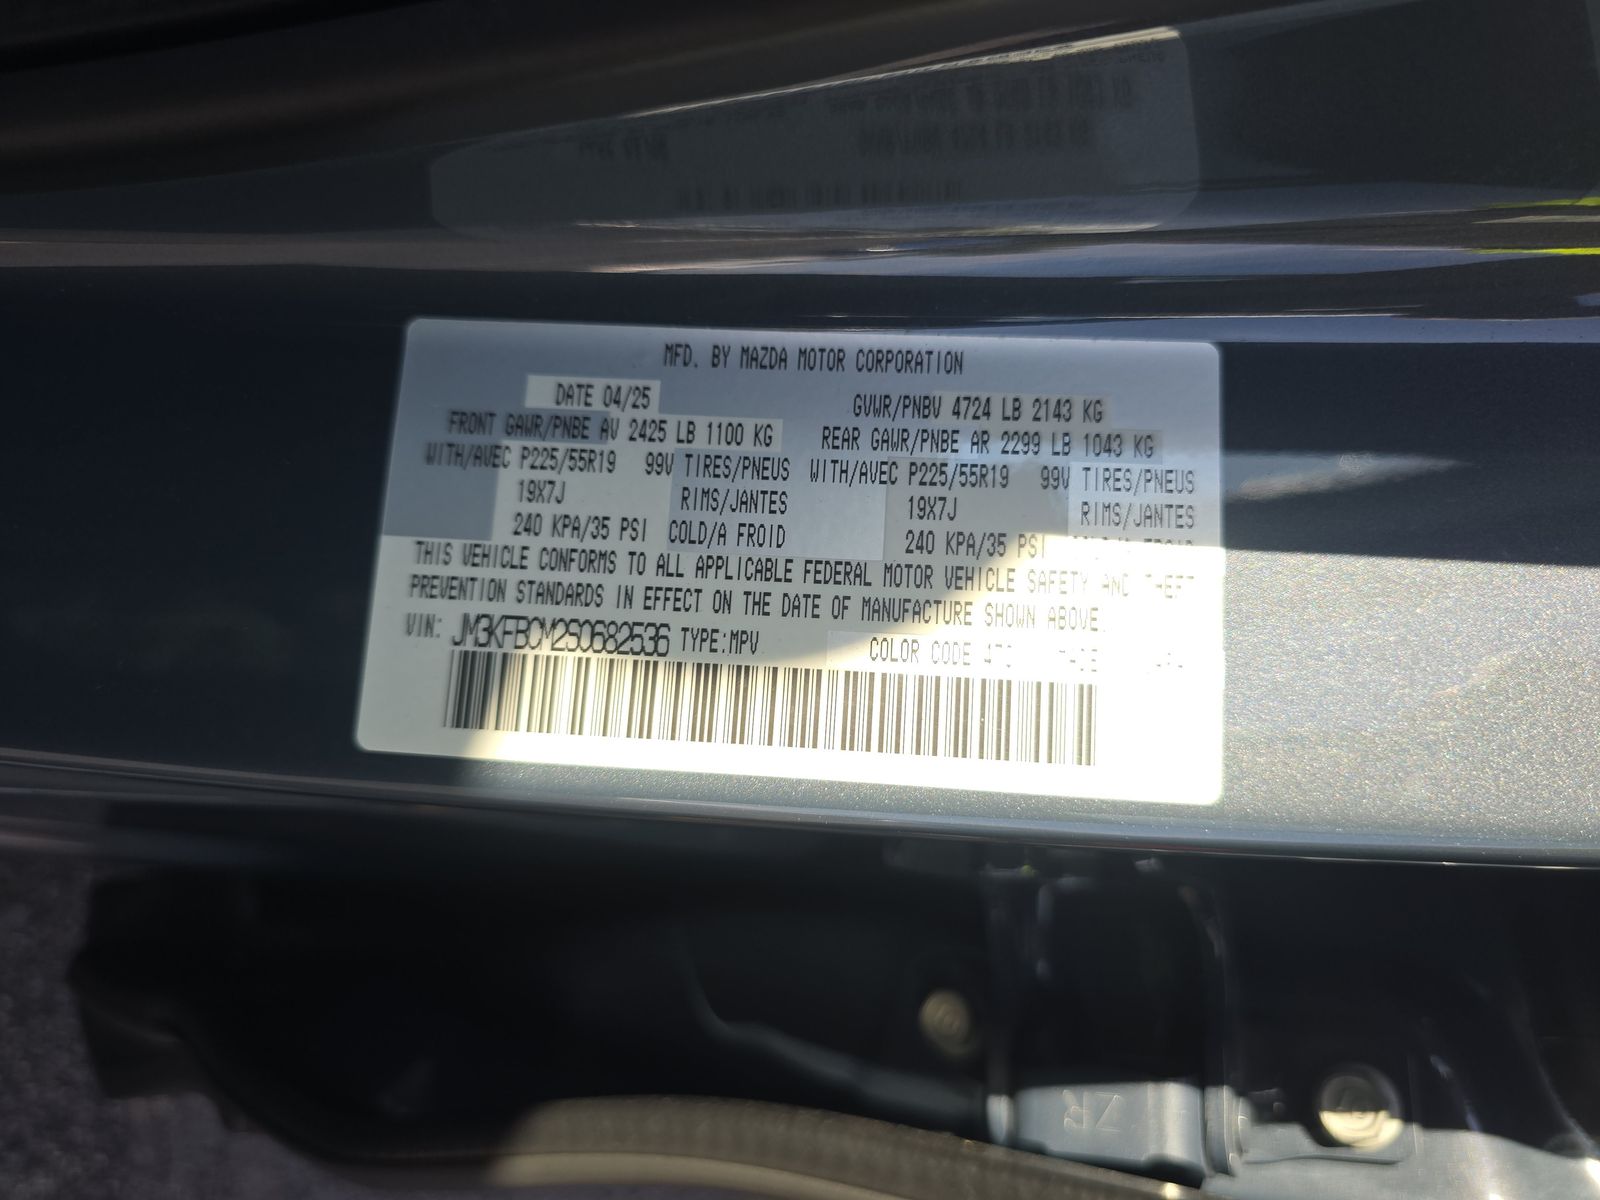 MFD. BY MAZDA MOTOR CORPORATION
DATE 04/25 GVWR/PNBV 4724 LB 2143 KG
FRONT GAWR/PNBE AV 2425 LB 1100 KG REAR GAWR/PNBE AR 2299 LB 1043 KG
WITH/AVEC P225/55R19 99V TIRES/PNEUS WITH/AVEC P225/55R19 99V TIRES/PNEUS
19X7J RIMS/JANTES 19X7J RIMS/JANTES
240 KPA/35 PSI COLD/A FROID 240 KPA/35 PSI COLD/A FROID
THIS VEHICLE CONFORMS TO ALL APPLICABLE FEDERAL MOTOR VEHICLE SAFETY AND THEFT
PREVENTION STANDARDS IN EFFECT ON THE DATE OF MANUFACTURE SHOWN ABOVE.
VIN: JM3KFBCM2S0682536 TYPE:MPV COLOR CODE
ZR